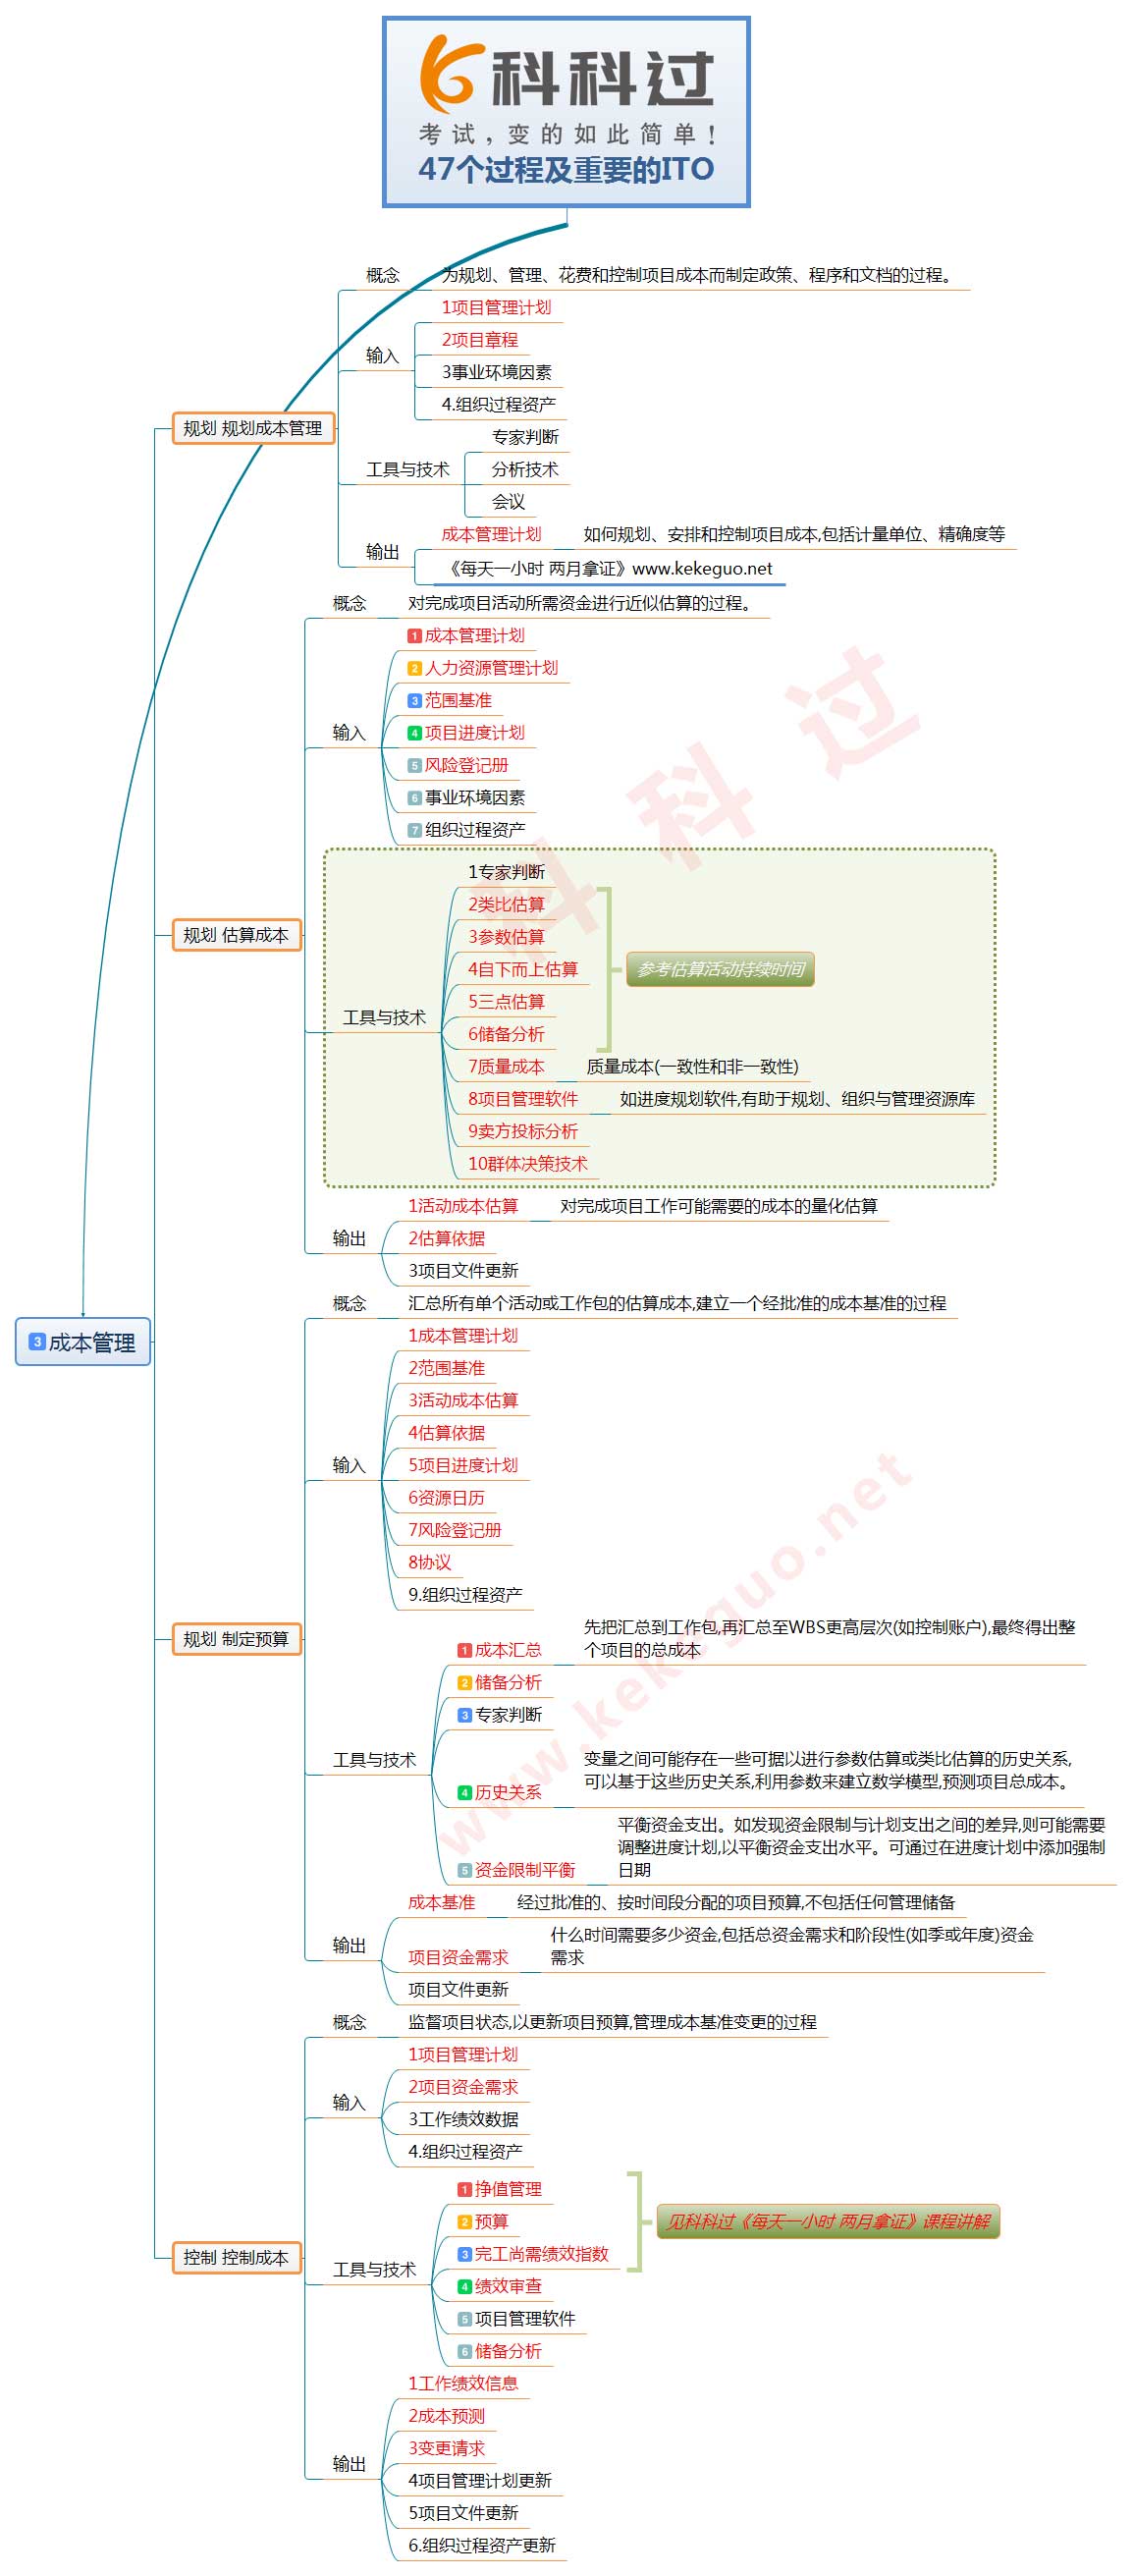 科科过
考试，变的如此简单！
47个过程及重要的ITO
3 成本管理
规划 规划成本管理
概念
为规划、管理、花费和控制项目成本而制定政策、程序和文档的过程。
输入
1项目管理计划
2项目章程
3事业环境因素
4.组织过程资产
工具与技术
专家判断
分析技术
会议
输出
成本管理计划
如何规划、安排和控制项目成本,包括计量单位、精确度等
《每天一小时 两月拿证》www.kekeguo.net
规划 估算成本
概念
对完成项目活动所需资金进行近似估算的过程。
输入
1 成本管理计划
2 人力资源管理计划
3 范围基准
4 项目进度计划
5 风险登记册
6 事业环境因素
7 组织过程资产
工具与技术
1专家判断
2类比估算
3参数估算
4自下而上估算
5三点估算
6储备分析
参考估算活动持续时间
7质量成本
质量成本(一致性和非一致性)
8项目管理软件
如进度规划软件,有助于规划、组织与管理资源库
9卖方投标分析
10群体决策技术
输出
1活动成本估算
对完成项目工作可能需要的成本的量化估算
2估算依据
3项目文件更新
规划 制定预算
概念
汇总所有单个活动或工作包的估算成本,建立一个经批准的成本基准的过程
输入
1成本管理计划
2范围基准
3活动成本估算
4估算依据
5项目进度计划
6资源日历
7风险登记册
8协议
9.组织过程资产
工具与技术
1 成本汇总
先把汇总到工作包,再汇总至WBS更高层次(如控制账户),最终得出整
个项目的总成本
2 储备分析
3 专家判断
4 历史关系
变量之间可能存在一些可据以进行参数估算或类比估算的历史关系,
可以基于这些历史关系,利用参数来建立数学模型,预测项目总成本。
5 资金限制平衡
平衡资金支出。如发现资金限制与计划支出之间的差异,则可能需要
调整进度计划,以平衡资金支出水平。可通过在进度计划中添加强制
日期
输出
成本基准
经过批准的、按时间段分配的项目预算,不包括任何管理储备
项目资金需求
什么时间需要多少资金,包括总资金需求和阶段性(如季或年度)资金
需求
项目文件更新
控制 控制成本
概念
监督项目状态,以更新项目预算,管理成本基准变更的过程
输入
1项目管理计划
2项目资金需求
3工作绩效数据
4.组织过程资产
工具与技术
1 挣值管理
2 预算
3 完工尚需绩效指数
见科科过《每天一小时 两月拿证》课程讲解
4 绩效审查
5 项目管理软件
6 储备分析
输出
1工作绩效信息
2成本预测
3变更请求
4项目管理计划更新
5项目文件更新
6.组织过程资产更新
科科过
www.kekeguo.net